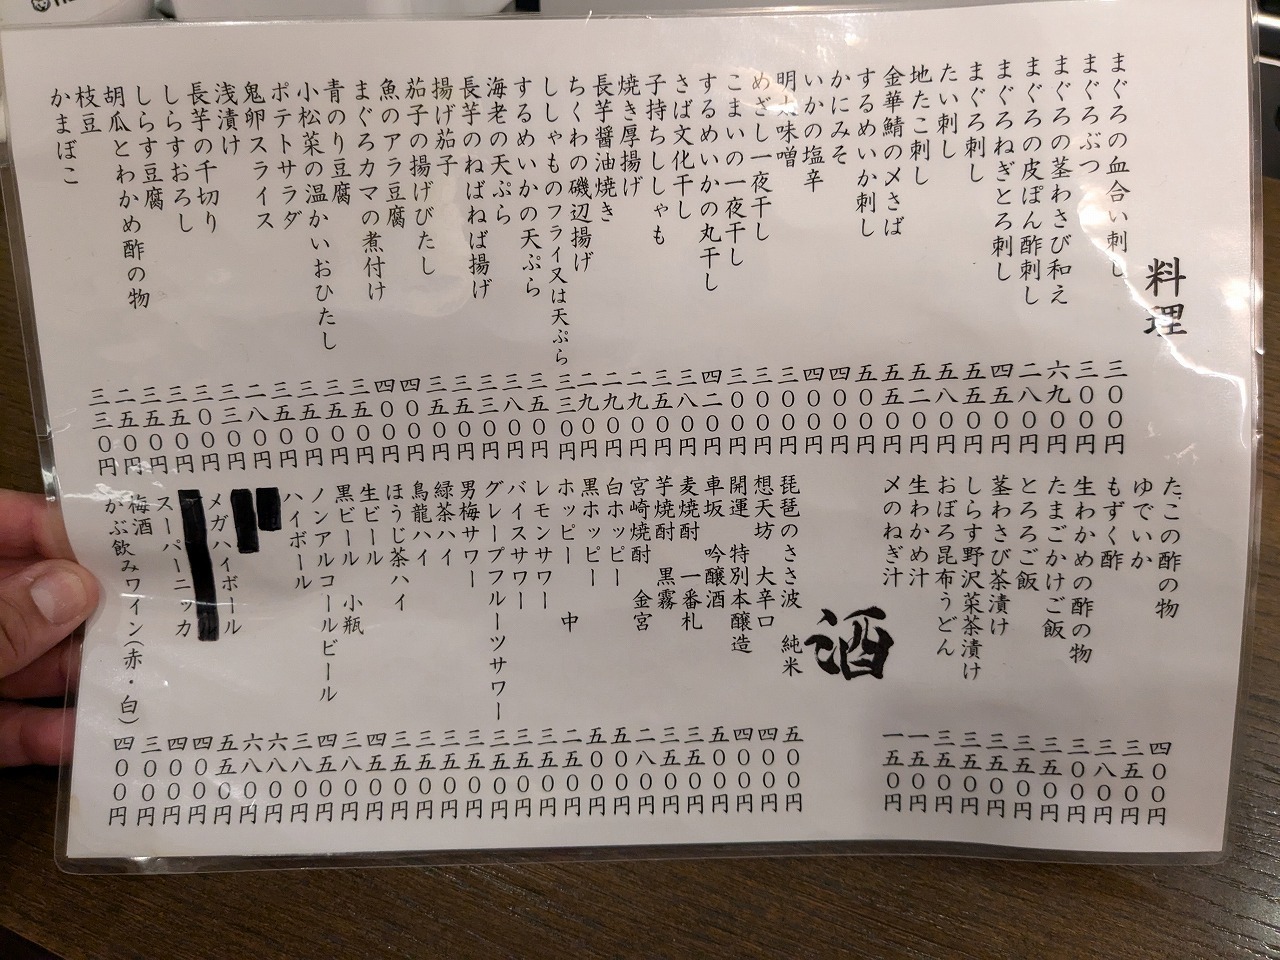 料理
まぐろの血合い刺し 三〇〇円
まぐろぶつ 三〇〇円
まぐろの茎わさび和え 六九〇円
まぐろの皮ぽん酢刺し 二八〇円
まぐろねぎとろ刺し 四五〇円
まぐろ刺し 五五〇円
たい刺し 五八〇円
地たこ刺し 五二〇円
金華鯖の〆さば 五五〇円
するめいか刺し 五〇〇円
かにみそ 四〇〇円
いかの塩辛 四〇〇円
明太味噌 三〇〇円
めざし一夜干し 三〇〇円
こまいの一夜干し 三〇〇円
するめいかの丸干し 四二〇円
さば文化干し 三八〇円
子持ちししゃも 三五〇円
焼き厚揚げ 二九〇円
長芋醤油焼き 二九〇円
ちくわの磯辺揚げ 二九〇円
ししゃものフライ又は天ぷら 三三〇円
するめいかの天ぷら 三五〇円
海老の天ぷら 三八〇円
長芋のねばねば揚げ 三三〇円
揚げ茄子 三五〇円
茄子の揚げびたし 三五〇円
魚のアラ豆腐 四〇〇円
まぐろカマの煮付け 四〇〇円
青のり豆腐 三五〇円
小松菜の温かいおひたし 三五〇円
ポテトサラダ 三五〇円
鬼卵スライス 三五〇円
浅漬け 二八〇円
長芋の千切り 三三〇円
しらすおろし 三〇〇円
しらす豆腐 三五〇円
胡瓜とわかめ酢の物 三五〇円
枝豆 二五〇円
かまぼこ 三三〇円
たこの酢の物 四〇〇円
ゆでいか 三五〇円
もずく酢 三八〇円
生わかめの酢の物 三〇〇円
たまごかけご飯 三五〇円
とろろご飯 三五〇円
茎わさび茶漬け 三五〇円
しらす野沢菜茶漬け 三五〇円
おぼろ昆布うどん 三五〇円
生わかめ汁 一五〇円
〆のねぎ汁 一五〇円
酒
琵琶のささ波 純米 五〇〇円
想天坊 大辛口 四〇〇円
開運 特別本醸造 四〇〇円
車坂 吟醸酒 五〇〇円
麦焼酎 一番札 三五〇円
芋焼酎 黒霧 三五〇円
宮崎焼酎 金宮 二八〇円
白ホッピー 五〇〇円
黒ホッピー 五〇〇円
ホッピー 中 二五〇円
レモンサワー 三五〇円
バイスサワー 三五〇円
グレープフルーツサワー 三五〇円
男梅サワー 三五〇円
緑茶ハイ 三五〇円
烏龍ハイ 三五〇円
ほうじ茶ハイ 三五〇円
生ビール 四五〇円
黒ビール 小瓶 三八〇円
ノンアルコールビール 四五〇円
ハイボール 三八〇円
六八〇円
六八〇円
メガハイボール 五五〇円
四〇〇円
スーパーニッカ 四〇〇円
梅酒 三〇〇円
がぶ飲みワイン(赤・白) 四〇〇円